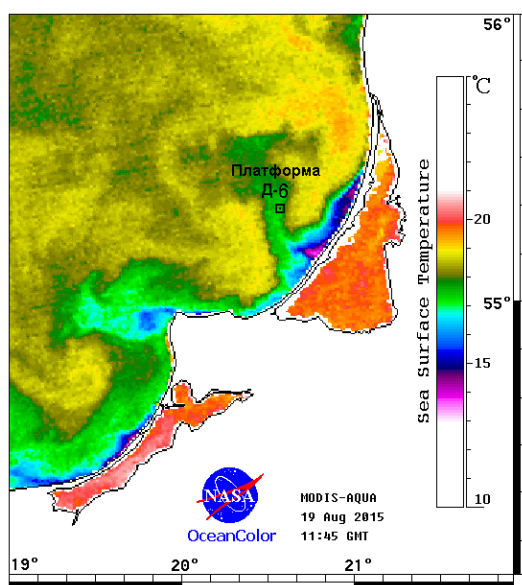 56°
°C
Платформа
Д-6
20
Sea Surface Temperature
55°
15
10
NASA
OceanColor
MODIS-AQUA
19 Aug 2015
11:45 GMT
19° 20° 21°